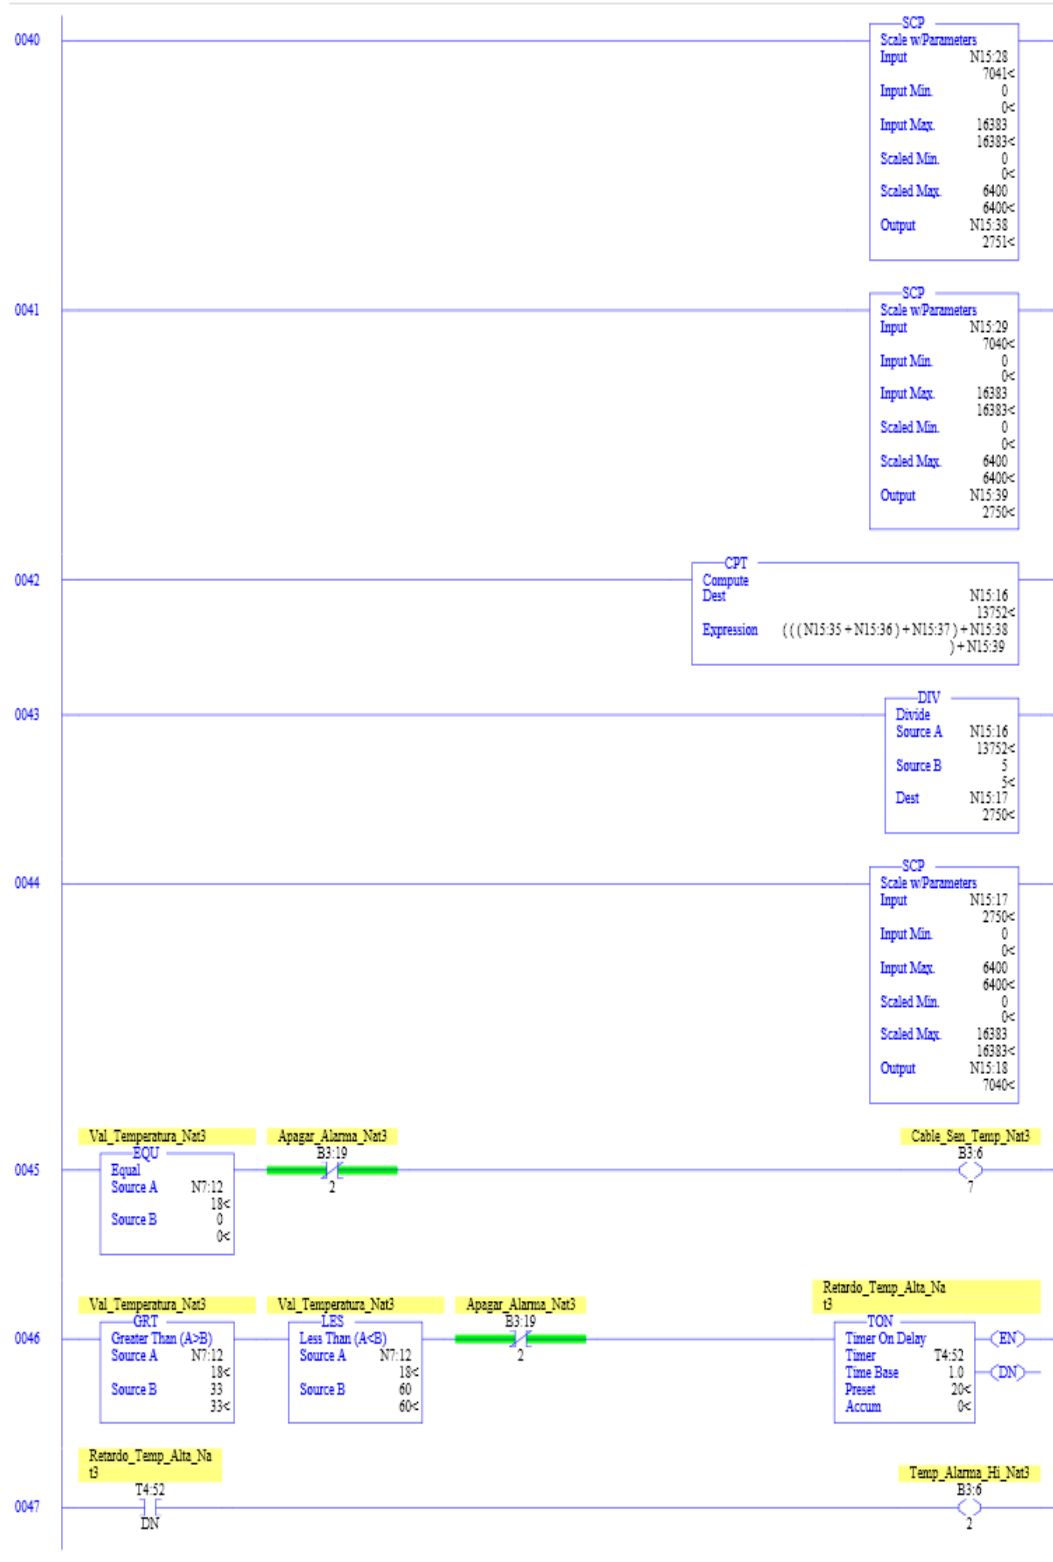 SCP
0040
Scale w/Parameters
Input N15:28
7041<
Input Min. 0
0<
Input Max. 16383
16383<
Scaled Min. 0
0<
Scaled Max. 6400
6400<
Output N15:38
2751<
SCP
0041
Scale w/Parameters
Input N15:29
7040<
Input Min. 0
0<
Input Max. 16383
16383<
Scaled Min. 0
0<
Scaled Max. 6400
6400<
Output N15:39
2750<
CPT
0042
Compute
Dest N15:16
13752<
Expression ( ( ( N15:35 + N15:36 ) + N15:37 ) + N15:38
) + N15:39
DIV
0043
Divide
Source A N15:16
13752<
Source B 5
5<
Dest N15:17
2750<
SCP
0044
Scale w/Parameters
Input N15:17
2750<
Input Min. 0
0<
Input Max. 6400
6400<
Scaled Min. 0
0<
Scaled Max. 16383
16383<
Output N15:18
7040<
Val_Temperatura_Nat3 Apagar_Alarma_Nat3 Cable_Sen_Temp_Nat3
EQU B3:19 B3:6
0045
Equal
Source A N7:12 2 7
18<
Source B 0
0<
Retardo_Temp_Alta_Na
t3
Val_Temperatura_Nat3 Val_Temperatura_Nat3 Apagar_Alarma_Nat3
GRT LES B3:19 TON
0046
Greater Than (A>B) Less Than (A<B) Timer On Delay EN
Source A N7:12 Source A N7:12 2 Timer T4:52
18< 18< Time Base 1.0 DN
Source B 33 Source B 60 Preset 20<
33< 60< Accum 0<
Retardo_Temp_Alta_Na
t3 Temp_Alarma_Hi_Nat3
T4:52 B3:6
0047
DN 2